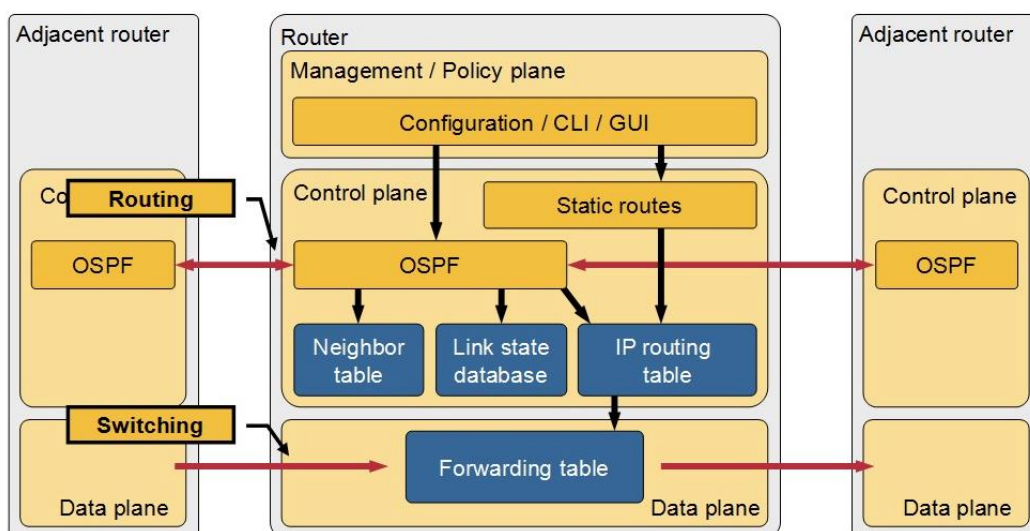 Adjacent router
Router
Adjacent router
Management / Policy plane
Configuration / CLI / GUI
Co
Routing
Control plane
Static routes
Control plane
OSPF
OSPF
OSPF
Neighbor
table
Link state
database
IP routing
table
Switching
Forwarding table
Data plane
Data plane
Data plane